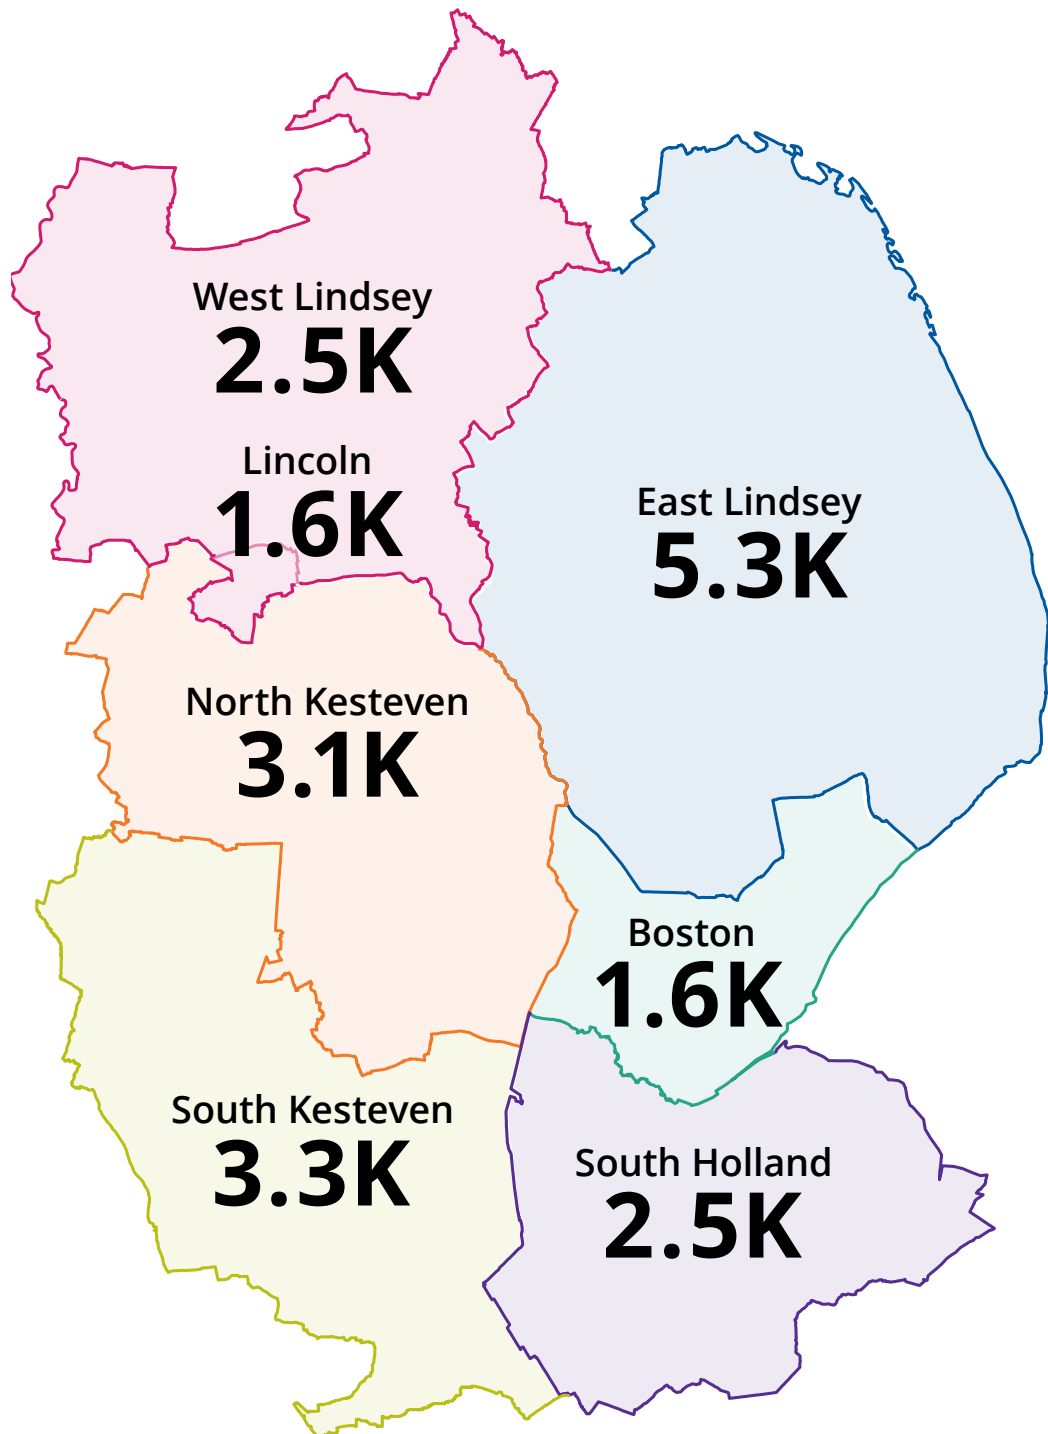 West Lindsey
2.5K
Lincoln
1.6K
East Lindsey
5.3K
North Kesteven
3.1K
Boston
1.6K
South Kesteven
3.3K
South Holland
2.5K